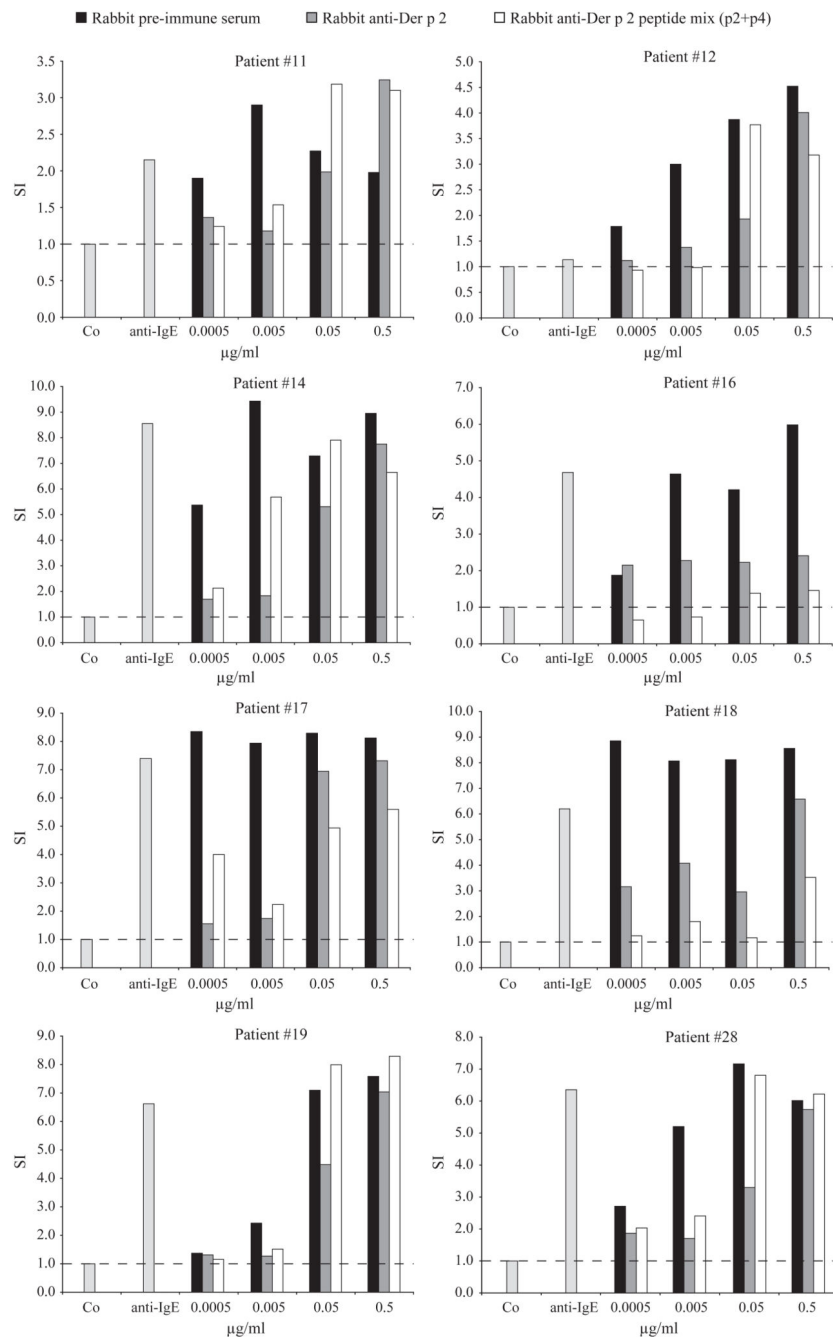 Rabbit pre-immune serum
Rabbit anti-Der p 2
Rabbit anti-Der p 2 peptide mix (p2+p4)
Patient #11
3.5
3.0
2.5
2.0
1.5
1.0
0.5
0.0
SI
Co anti-IgE 0.0005 0.005 0.05 0.5
µg/ml
Patient #12
5.0
4.5
4.0
3.5
3.0
2.5
2.0
1.5
1.0
0.5
0.0
SI
Co anti-IgE 0.0005 0.005 0.05 0.5
µg/ml
Patient #14
10.0
9.0
8.0
7.0
6.0
5.0
4.0
3.0
2.0
1.0
0.0
SI
Co anti-IgE 0.0005 0.005 0.05 0.5
µg/ml
Patient #16
7.0
6.0
5.0
4.0
3.0
2.0
1.0
0.0
SI
Co anti-IgE 0.0005 0.005 0.05 0.5
µg/ml
Patient #17
9.0
8.0
7.0
6.0
5.0
4.0
3.0
2.0
1.0
0.0
SI
Co anti-IgE 0.0005 0.005 0.05 0.5
µg/ml
Patient #18
10.0
9.0
8.0
7.0
6.0
5.0
4.0
3.0
2.0
1.0
0.0
SI
Co anti-IgE 0.0005 0.005 0.05 0.5
µg/ml
Patient #19
9.0
8.0
7.0
6.0
5.0
4.0
3.0
2.0
1.0
0.0
SI
Co anti-IgE 0.0005 0.005 0.05 0.5
µg/ml
Patient #28
8.0
7.0
6.0
5.0
4.0
3.0
2.0
1.0
0.0
SI
Co anti-IgE 0.0005 0.005 0.05 0.5
µg/ml